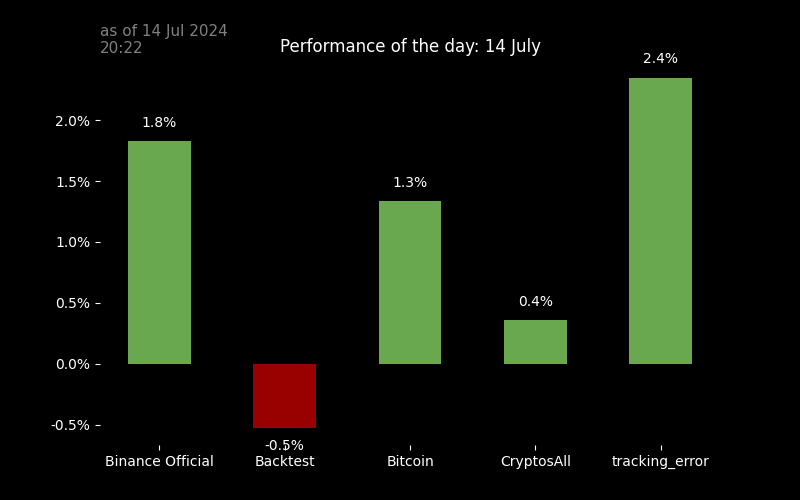 as of 14 Jul 2024
20:22
Performance of the day: 14 July
2.4%
2.0%
1.8%
1.5%
1.3%
1.0%
0.5%
0.4%
0.0%
-0.5%
-0.5%
Binance Official
Backtest
Bitcoin
CryptosAll
tracking_error